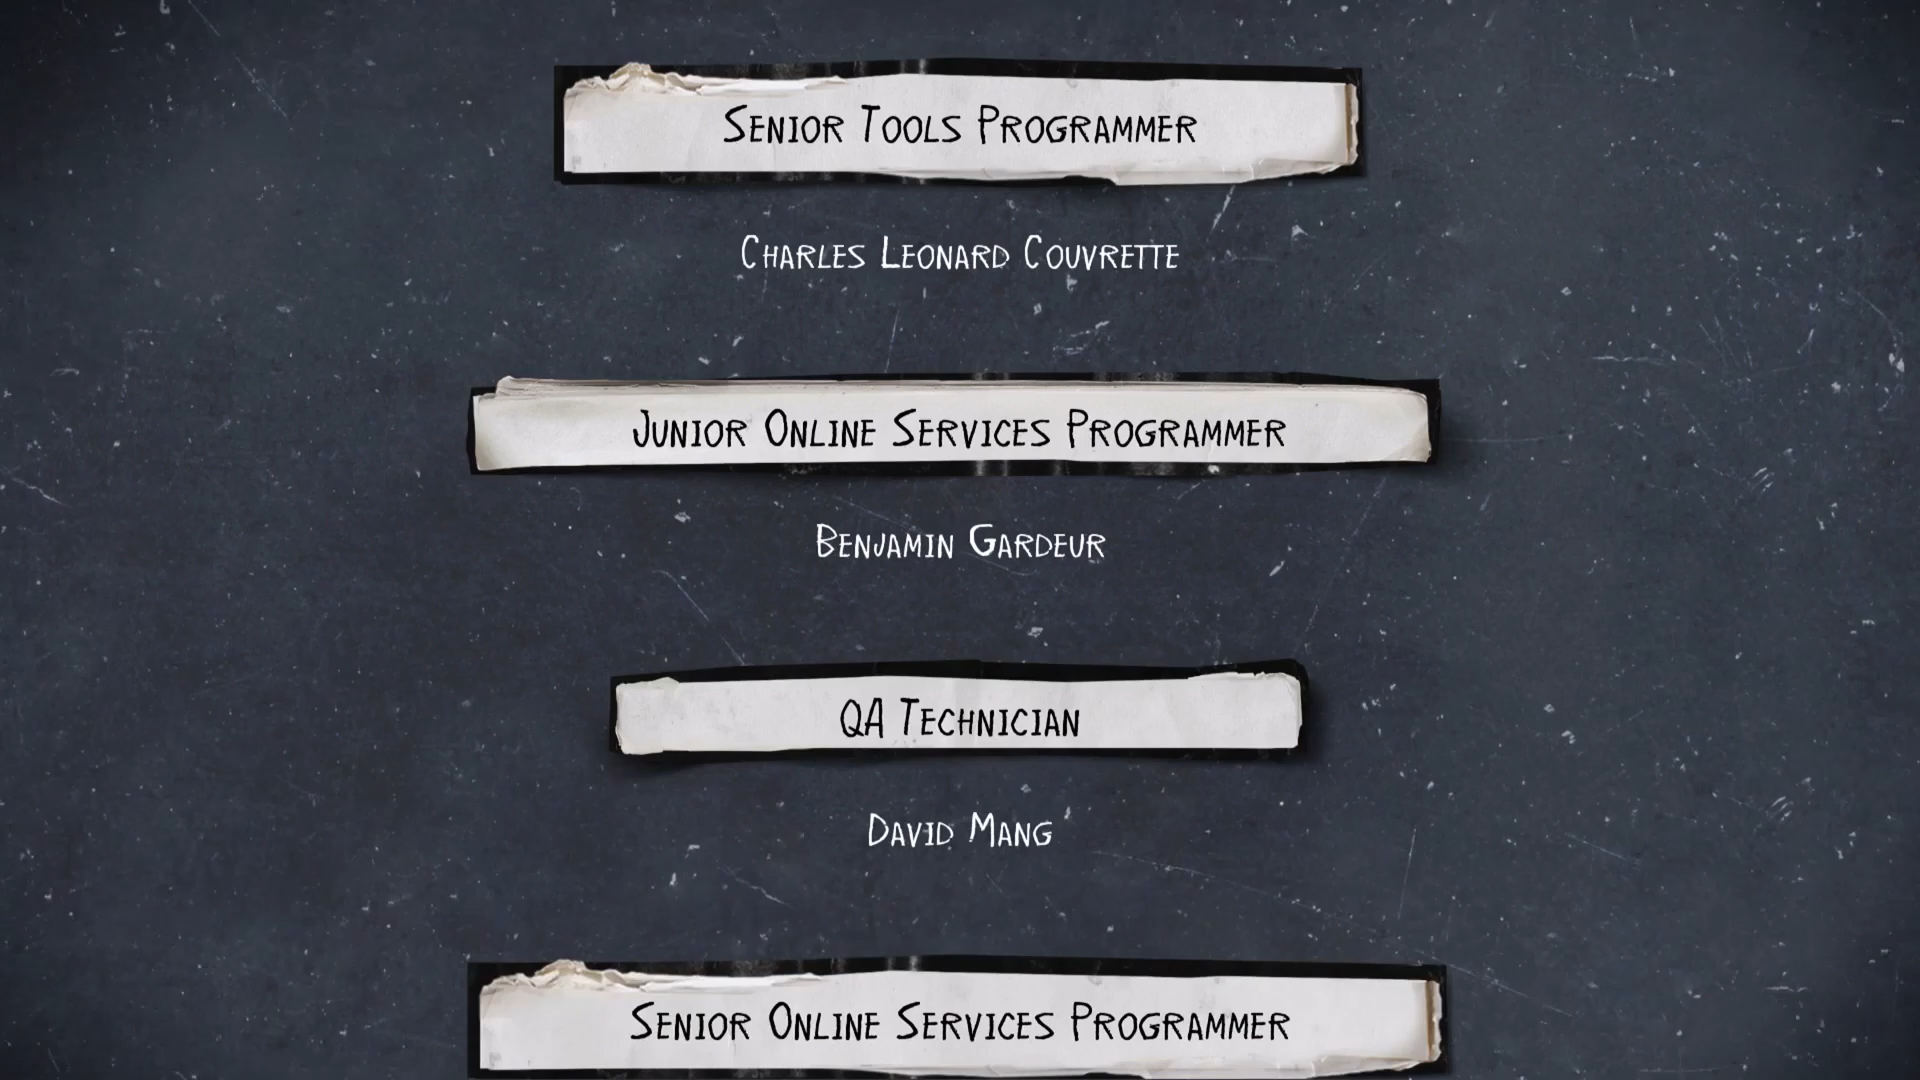 Senior Tools Programmer
Charles Leonard Couvrette
Junior Online Services Programmer
Benjamin Gardeur
QA Technician
David Mang
Senior Online Services Programmer